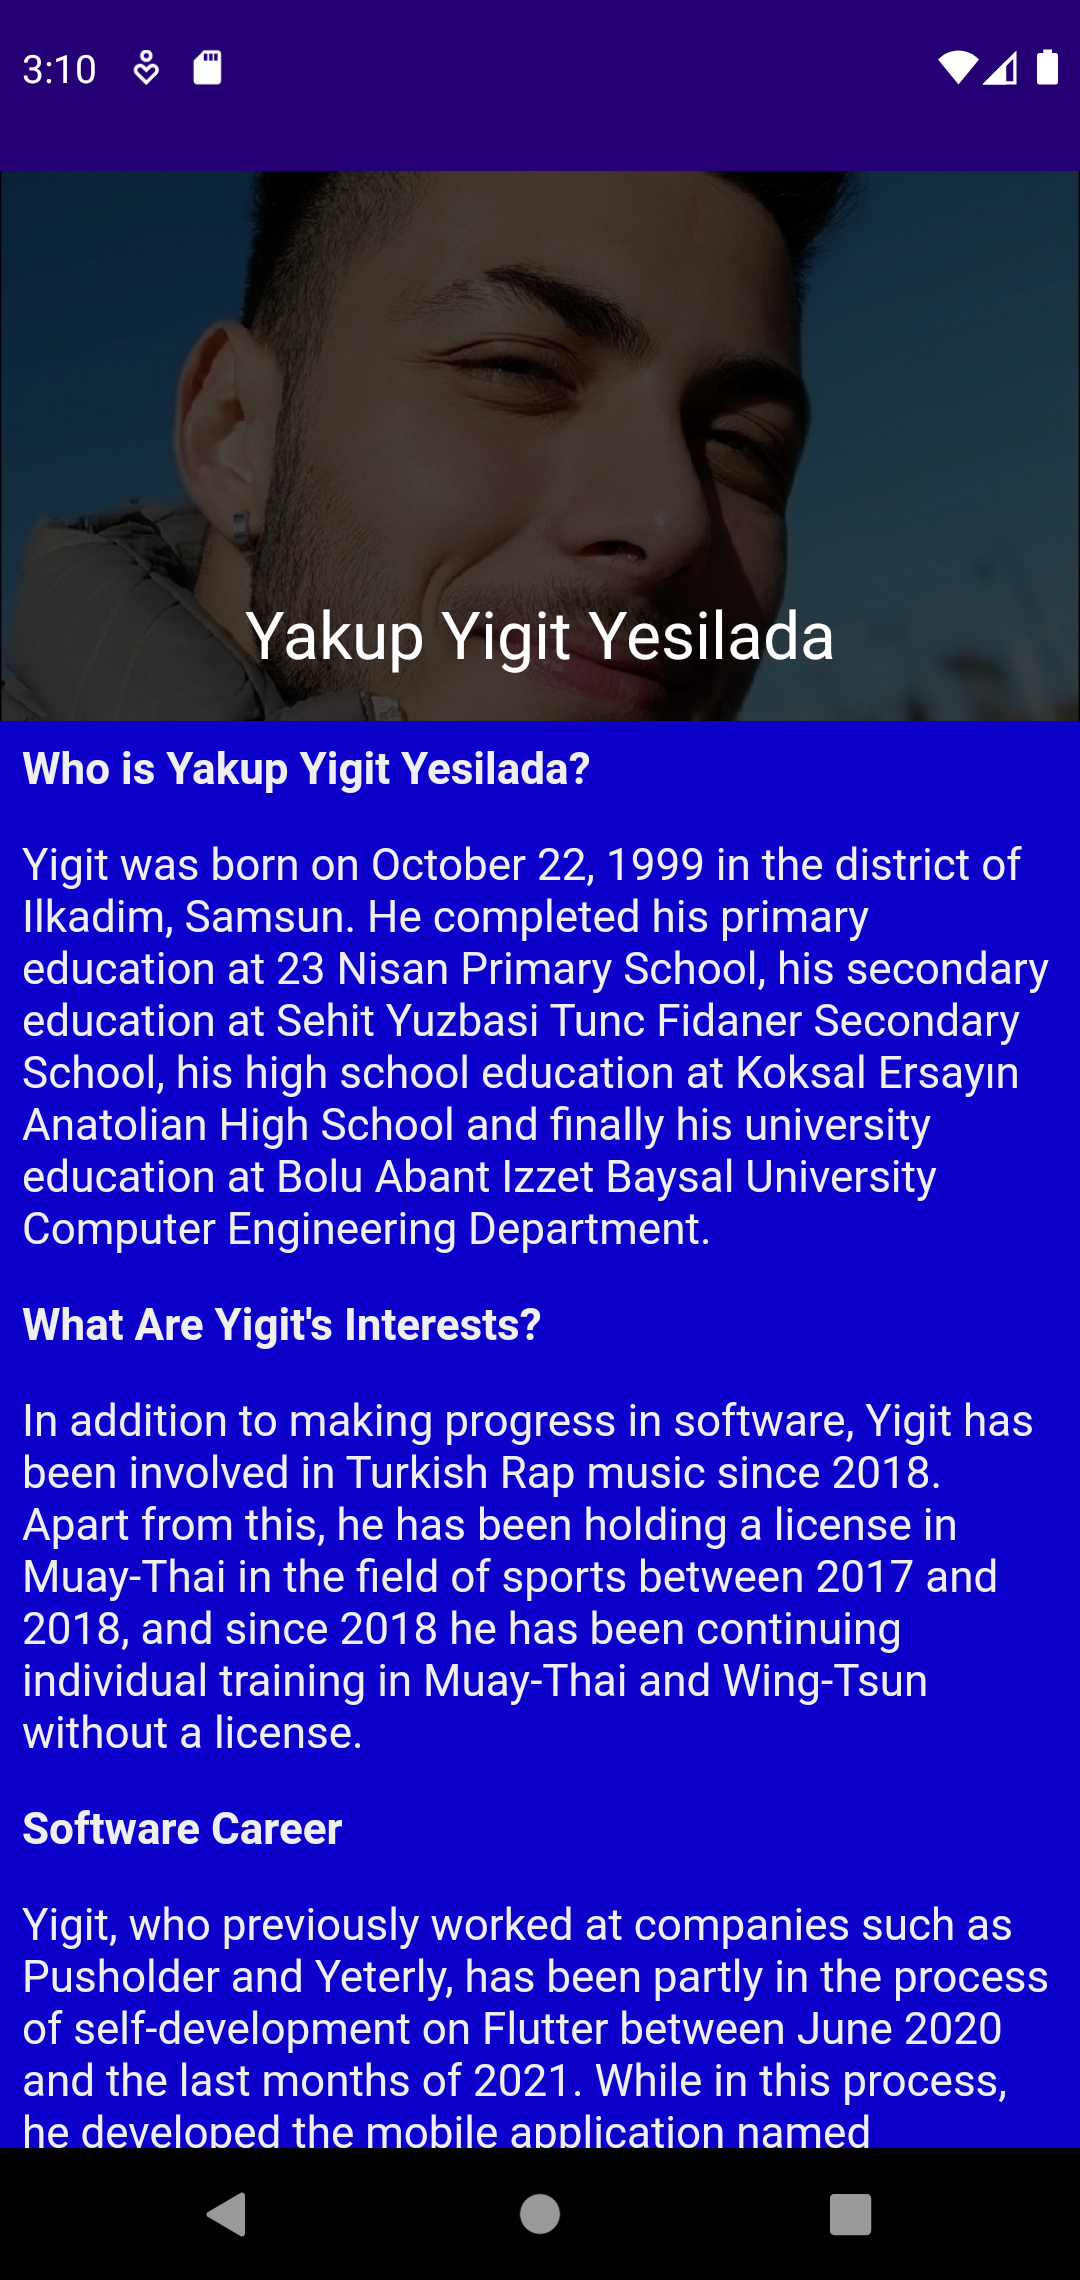 3:10
Yakup Yigit Yesilada
Who is Yakup Yigit Yesilada?
Yigit was born on October 22, 1999 in the district of
Ilkadim, Samsun. He completed his primary
education at 23 Nisan Primary School, his secondary
education at Sehit Yuzbasi Tunc Fidaner Secondary
School, his high school education at Koksal Ersayın
Anatolian High School and finally his university
education at Bolu Abant Izzet Baysal University
Computer Engineering Department.
What Are Yigit's Interests?
In addition to making progress in software, Yigit has
been involved in Turkish Rap music since 2018.
Apart from this, he has been holding a license in
Muay-Thai in the field of sports between 2017 and
2018, and since 2018 he has been continuing
individual training in Muay-Thai and Wing-Tsun
without a license.
Software Career
Yigit, who previously worked at companies such as
Pusholder and Yeterly, has been partly in the process
of self-development on Flutter between June 2020
and the last months of 2021. While in this process,
he developed the mobile application named